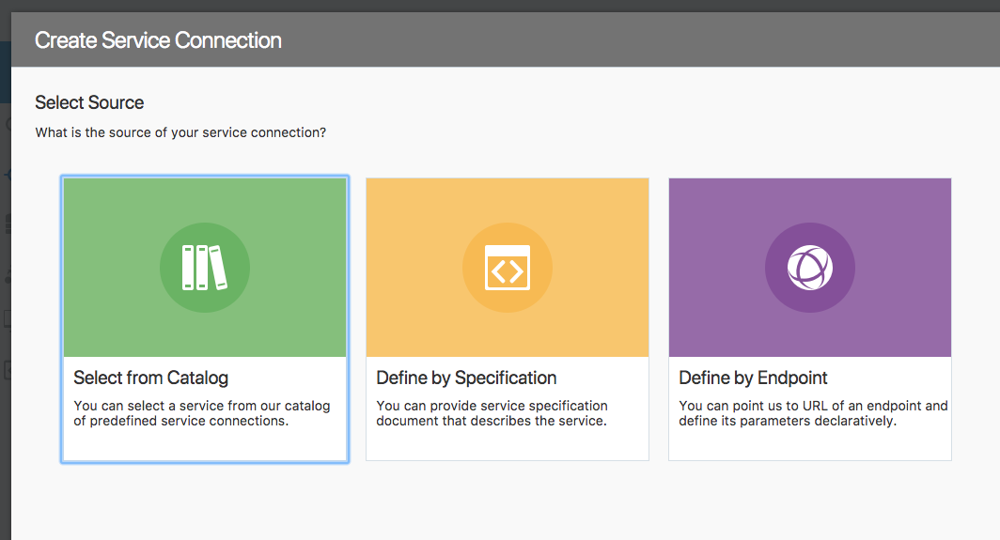 Create Service Connection
Select Source
What is the source of your service connection?
Select from Catalog
You can select a service from our catalog
of predefined service connections.
Define by Specification
You can provide service specification
document that describes the service.
Define by Endpoint
You can point us to URL of an endpoint and
define its parameters declaratively.